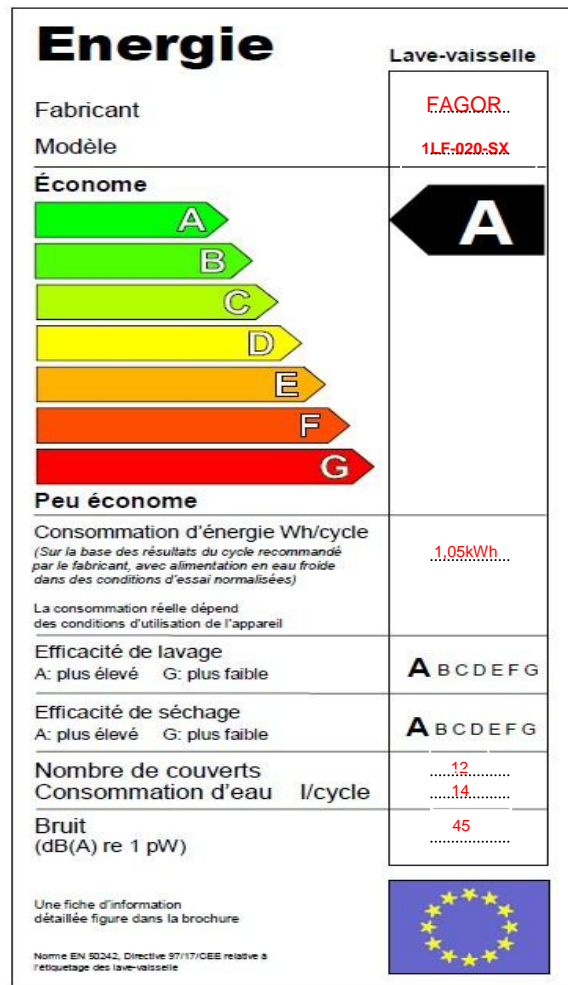 Energie
Lave-vaisselle
Fabricant
FAGOR
Modèle
1LF-020-SX
Économe
A
A
B
C
D
E
F
G
Peu économe
Consommation d'énergie Wh/cycle
(Sur la base des résultats du cycle recommandé
par le fabricant, avec alimentation en eau froide
dans des conditions d'essai normalisées)
1,05kWh
La consommation réelle dépend
des conditions d'utilisation de l'appareil
Efficacité de lavage
A: plus élevé G: plus faible
A B C D E F G
Efficacité de séchage
A: plus élevé G: plus faible
A B C D E F G
Nombre de couverts
12
Consommation d'eau l/cycle
14
Bruit
(dB(A) re 1 pW)
45
Une fiche d'information
détaillée figure dans la brochure
Norme EN 50242, Directive 97/17/CEE relative à
l'étiquetage des lave-vaisselle